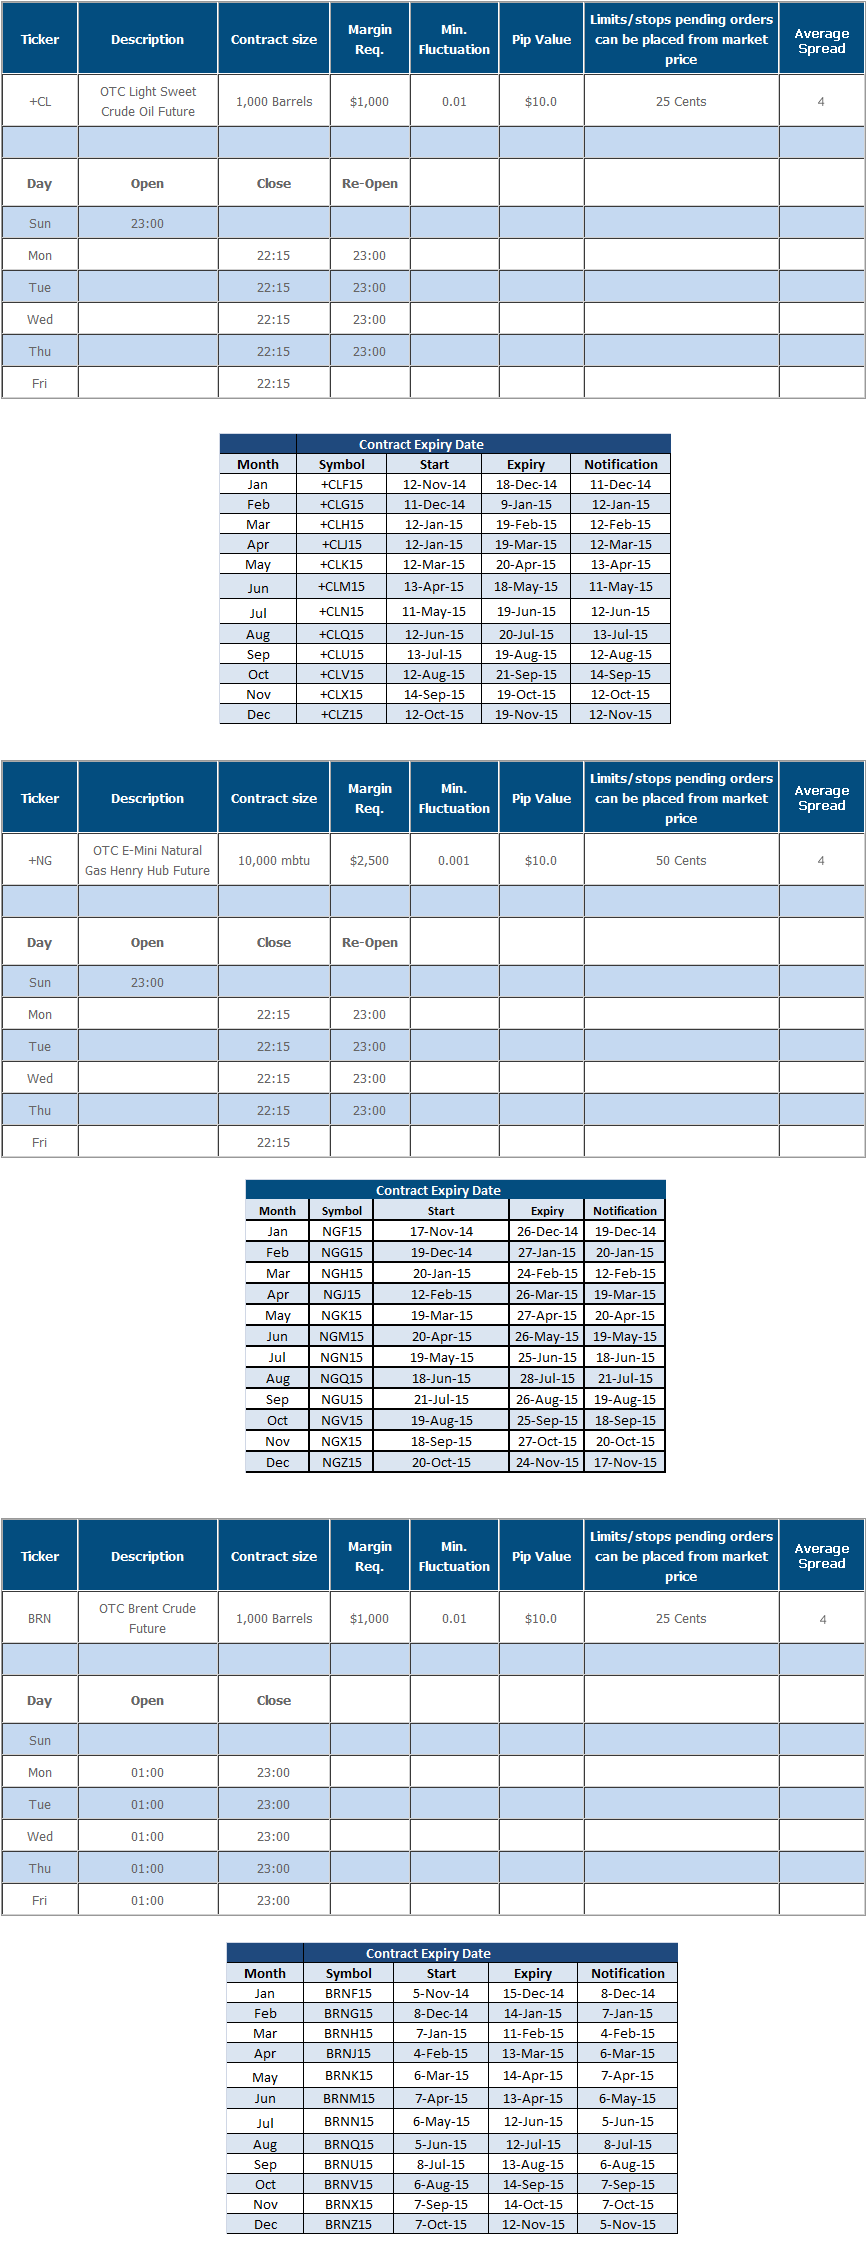 Ticker Description Contract size Margin Req. Min. Fluctuation Pip Value Limits/stops pending orders can be placed from market price Average Spread
+CL OTC Light Sweet Crude Oil Future 1,000 Barrels $1,000 0.01 $10.0 25 Cents 4
Day Open Close Re-Open
Sun 23:00
Mon 22:15 23:00
Tue 22:15 23:00
Wed 22:15 23:00
Thu 22:15 23:00
Fri 22:15
Contract Expiry Date
Month Symbol Start Expiry Notification
Jan +CLF15 12-Nov-14 18-Dec-14 11-Dec-14
Feb +CLG15 11-Dec-14 9-Jan-15 12-Jan-15
Mar +CLH15 12-Jan-15 19-Feb-15 12-Feb-15
Apr +CLJ15 12-Jan-15 19-Mar-15 12-Mar-15
May +CLK15 12-Mar-15 20-Apr-15 13-Apr-15
Jun +CLM15 13-Apr-15 18-May-15 11-May-15
Jul +CLN15 11-May-15 19-Jun-15 12-Jun-15
Aug +CLQ15 12-Jun-15 20-Jul-15 13-Jul-15
Sep +CLU15 13-Jul-15 19-Aug-15 12-Aug-15
Oct +CLV15 12-Aug-15 21-Sep-15 14-Sep-15
Nov +CLX15 14-Sep-15 19-Oct-15 12-Oct-15
Dec +CLZ15 12-Oct-15 19-Nov-15 12-Nov-15
Ticker Description Contract size Margin Req. Min. Fluctuation Pip Value Limits/stops pending orders can be placed from market price Average Spread
+NG OTC E-Mini Natural Gas Henry Hub Future 10,000 mbtu $2,500 0.001 $10.0 50 Cents 4
Day Open Close Re-Open
Sun 23:00
Mon 22:15 23:00
Tue 22:15 23:00
Wed 22:15 23:00
Thu 22:15 23:00
Fri 22:15
Contract Expiry Date
Month Symbol Start Expiry Notification
Jan NGF15 17-Nov-14 26-Dec-14 19-Dec-14
Feb NGG15 19-Dec-14 27-Jan-15 20-Jan-15
Mar NGH15 20-Jan-15 24-Feb-15 12-Feb-15
Apr NGJ15 12-Feb-15 26-Mar-15 19-Mar-15
May NGK15 19-Mar-15 27-Apr-15 20-Apr-15
Jun NGM15 20-Apr-15 26-May-15 19-May-15
Jul NGN15 19-May-15 25-Jun-15 18-Jun-15
Aug NGQ15 18-Jun-15 28-Jul-15 21-Jul-15
Sep NGU15 21-Jul-15 26-Aug-15 19-Aug-15
Oct NGV15 19-Aug-15 25-Sep-15 18-Sep-15
Nov NGX15 18-Sep-15 27-Oct-15 20-Oct-15
Dec NGZ15 20-Oct-15 24-Nov-15 17-Nov-15
Ticker Description Contract size Margin Req. Min. Fluctuation Pip Value Limits/stops pending orders can be placed from market price Average Spread
BRN OTC Brent Crude Future 1,000 Barrels $1,000 0.01 $10.0 25 Cents 4
Day Open Close
Sun
Mon 01:00 23:00
Tue 01:00 23:00
Wed 01:00 23:00
Thu 01:00 23:00
Fri 01:00 23:00
Contract Expiry Date
Month Symbol Start Expiry Notification
Jan BRNF15 5-Nov-14 15-Dec-14 8-Dec-14
Feb BRNG15 8-Dec-14 14-Jan-15 7-Jan-15
Mar BRNH15 7-Jan-15 11-Feb-15 4-Feb-15
Apr BRNJ15 4-Feb-15 13-Mar-15 6-Mar-15
May BRNK15 6-Mar-15 14-Apr-15 7-Apr-15
Jun BRNM15 7-Apr-15 13-Apr-15 6-May-15
Jul BRNN15 6-May-15 12-Jun-15 5-Jun-15
Aug BRNQ15 5-Jun-15 12-Jul-15 8-Jul-15
Sep BRNU15 8-Jul-15 13-Aug-15 6-Aug-15
Oct BRNV15 6-Aug-15 14-Sep-15 7-Sep-15
Nov BRNX15 7-Sep-15 14-Oct-15 7-Oct-15
Dec BRNZ15 7-Oct-15 12-Nov-15 5-Nov-15